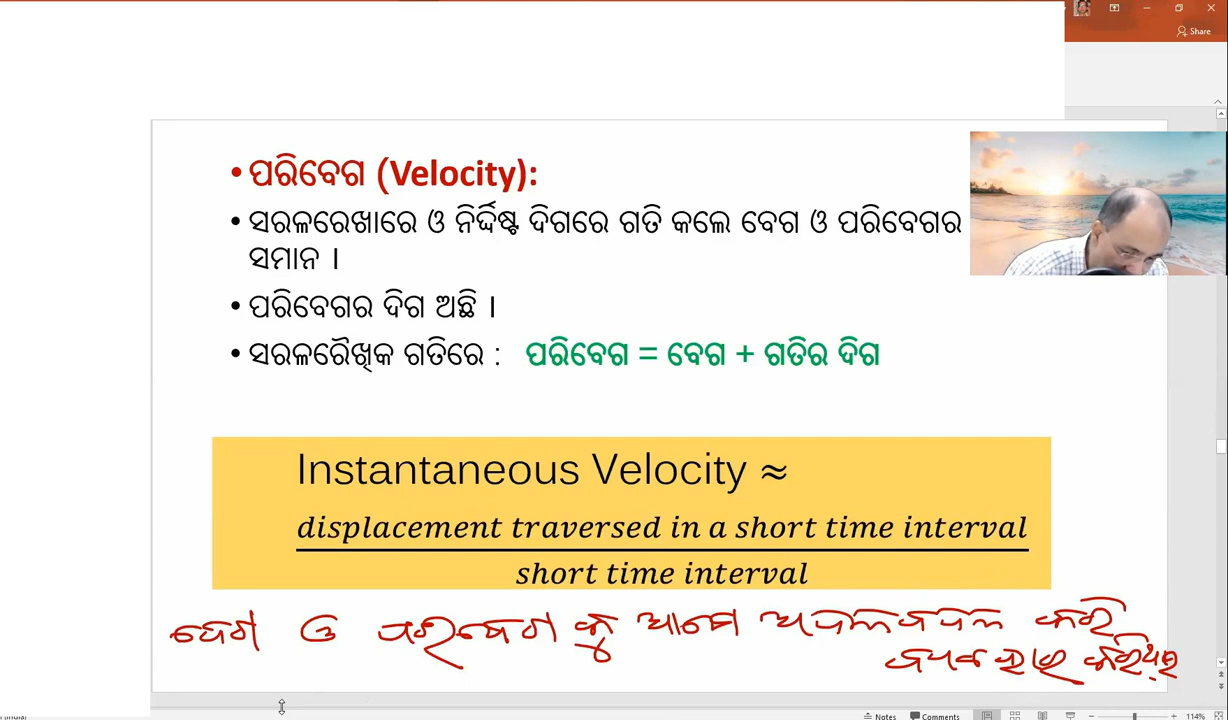 Share
• ପରିବେଗ (Velocity):
• ସରଳରେଖାରେ ଓ ନିର୍ଦ୍ଦିଷ୍ଟ ଦିଗରେ ଗତି କଲେ ବେଗ ଓ ପରିବେଗର
ସମାନ ।
• ପରିବେଗର ଦିଗ ଅଛି ।
• ସରଳରୈଖିକ ଗତିରେ : ପରିବେଗ = ବେଗ + ଗତିର ଦିଗ
Instantaneous Velocity ≈
displacement traversed in a short time interval
short time interval
ବେଗ ଓ ପରିବେଗ କୁ ଆମେ ଅଦଳବଦଳ କରି
ବ୍ୟବହାର କରିଥାଉ
Notes Comments 114%